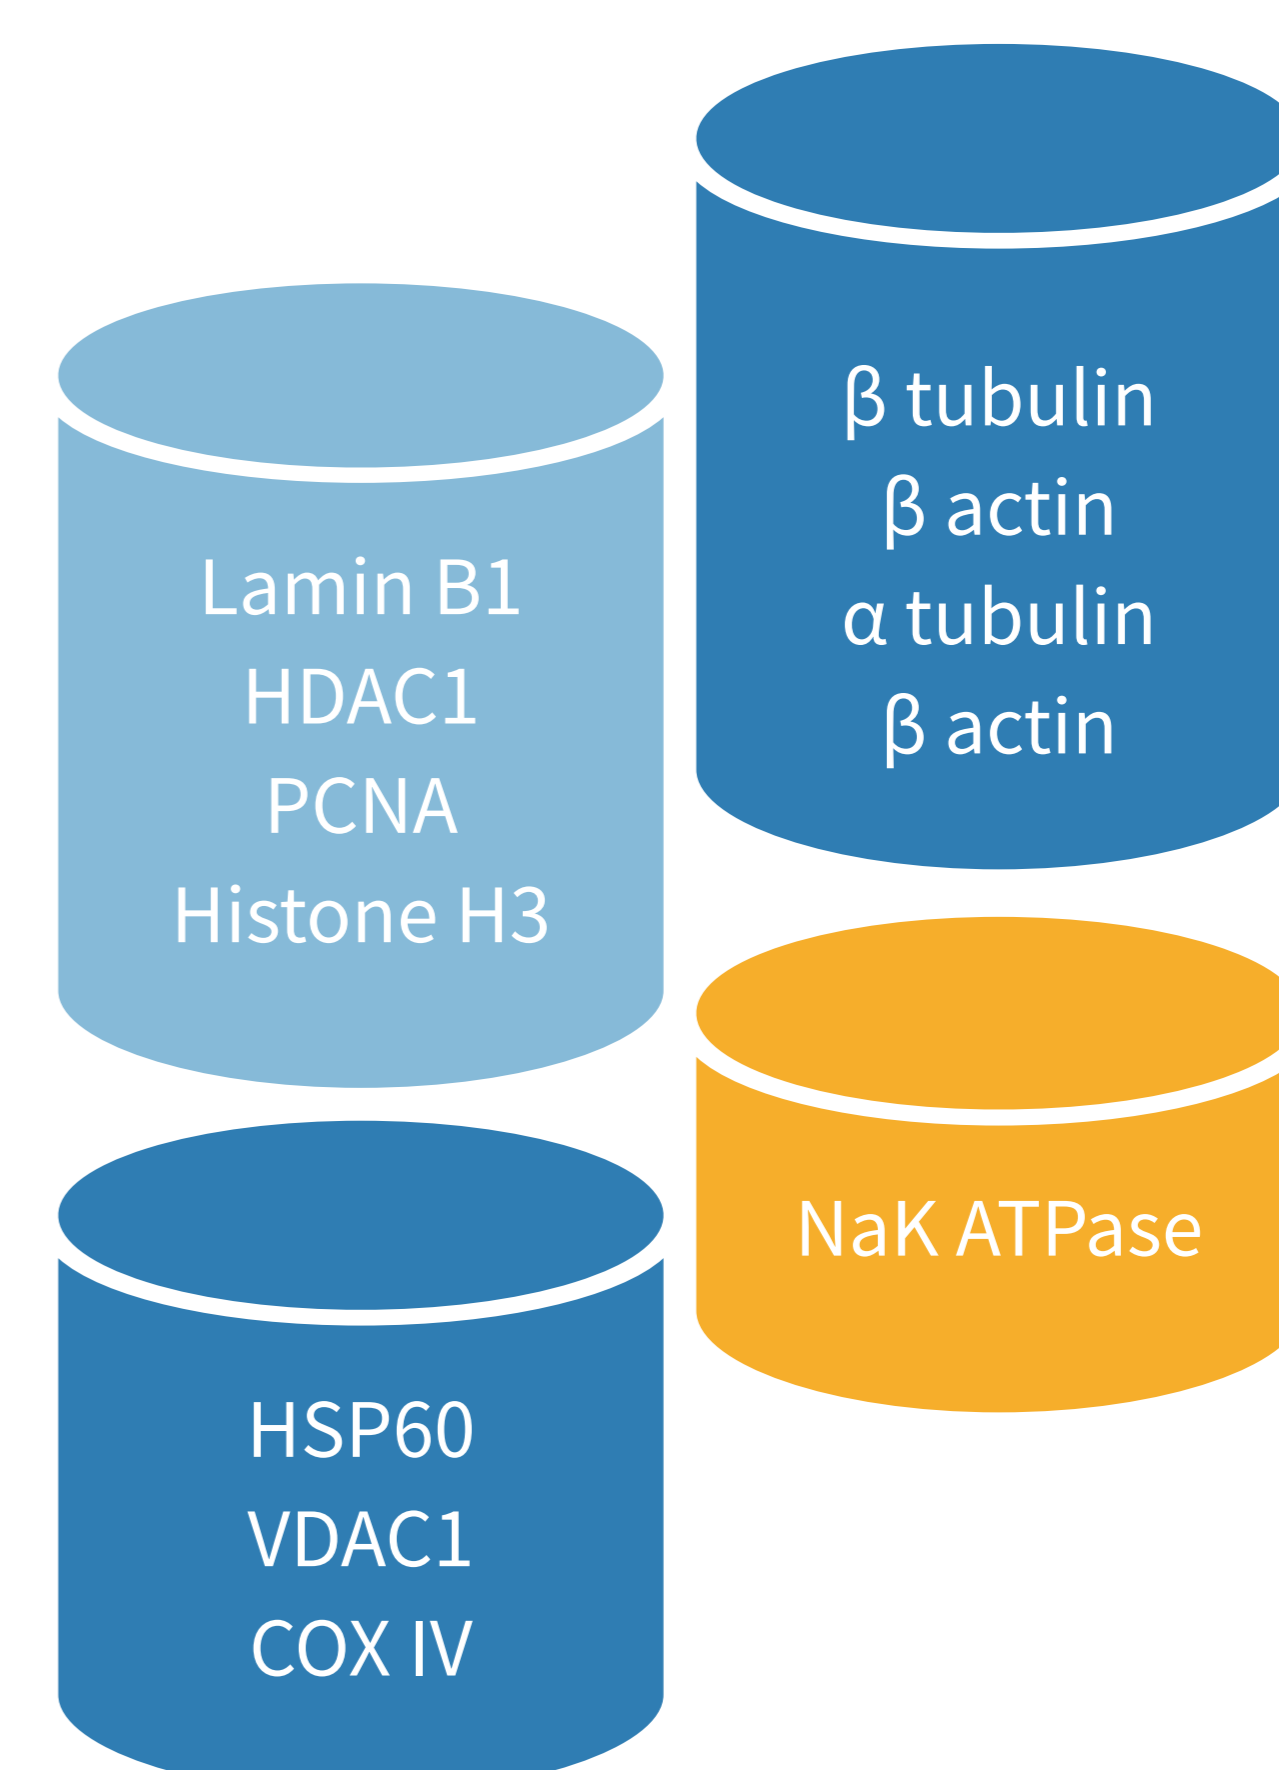 Lamin B1
HDAC1
PCNA
Histone H3
HSP60
VDAC1
COX IV
β tubulin
β actin
α tubulin
β actin
NaK ATPase